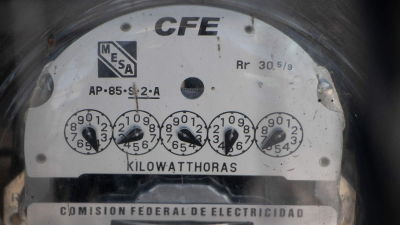 CFE
MESA
Rr 30.5/9
AP-85-S-2-A
KILOWATTHORAS
COMISION FEDERAL DE ELECTRICIDAD